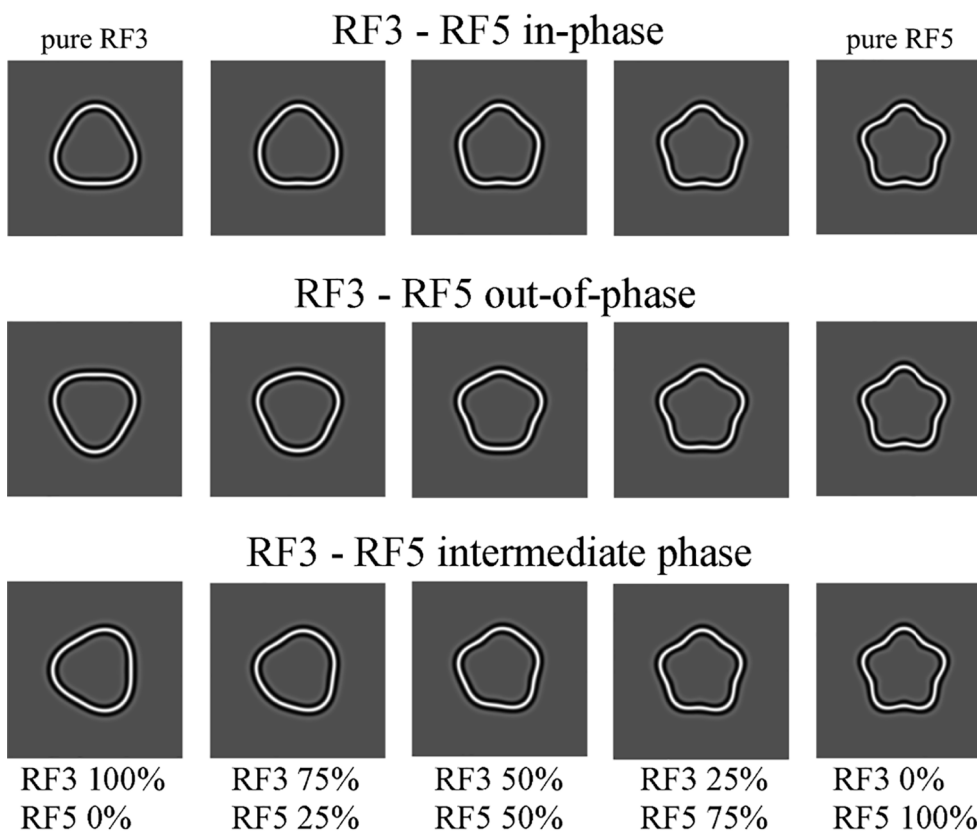 pure RF3
RF3 - RF5 in-phase
pure RF5
RF3 - RF5 out-of-phase
RF3 - RF5 intermediate phase
RF3 100%
RF5 0%
RF3 75%
RF5 25%
RF3 50%
RF5 50%
RF3 25%
RF5 75%
RF3 0%
RF5 100%